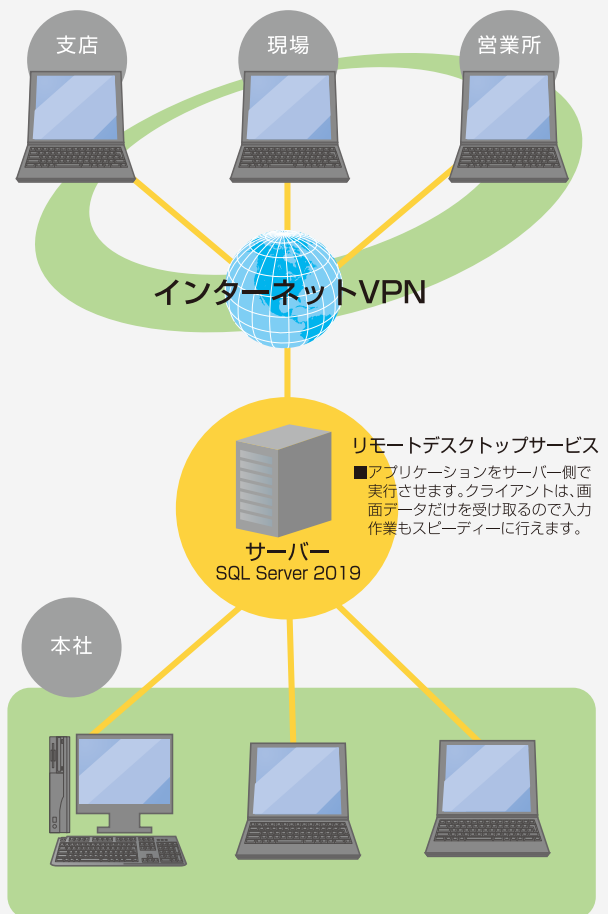 支店
現場
営業所
インターネットVPN
リモートデスクトップサービス
■アプリケーションをサーバー側で
実行させます。クライアントは、画
面データだけを受け取るので入力
作業もスピーディーに行えます。
サーバー
SQL Server 2019
本社